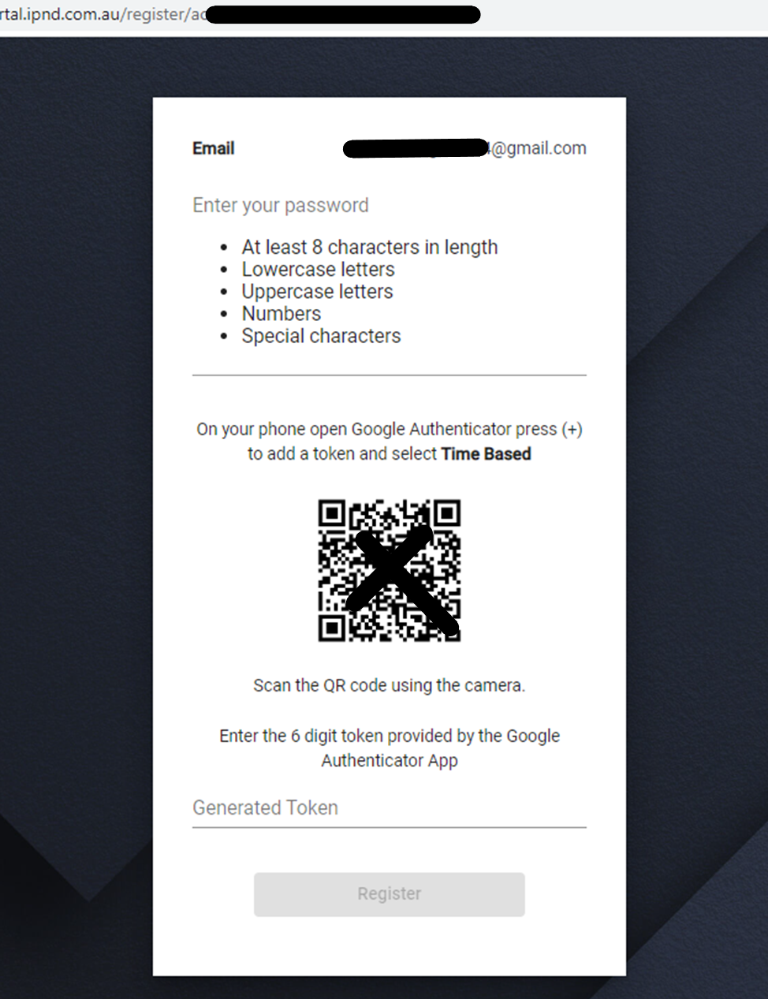 rtal.ipnd.com.au/register/ac
Email 4@gmail.com
Enter your password
• At least 8 characters in length
• Lowercase letters
• Uppercase letters
• Numbers
• Special characters
On your phone open Google Authenticator press (+)
to add a token and select Time Based
Scan the QR code using the camera.
Enter the 6 digit token provided by the Google
Authenticator App
Generated Token
Register